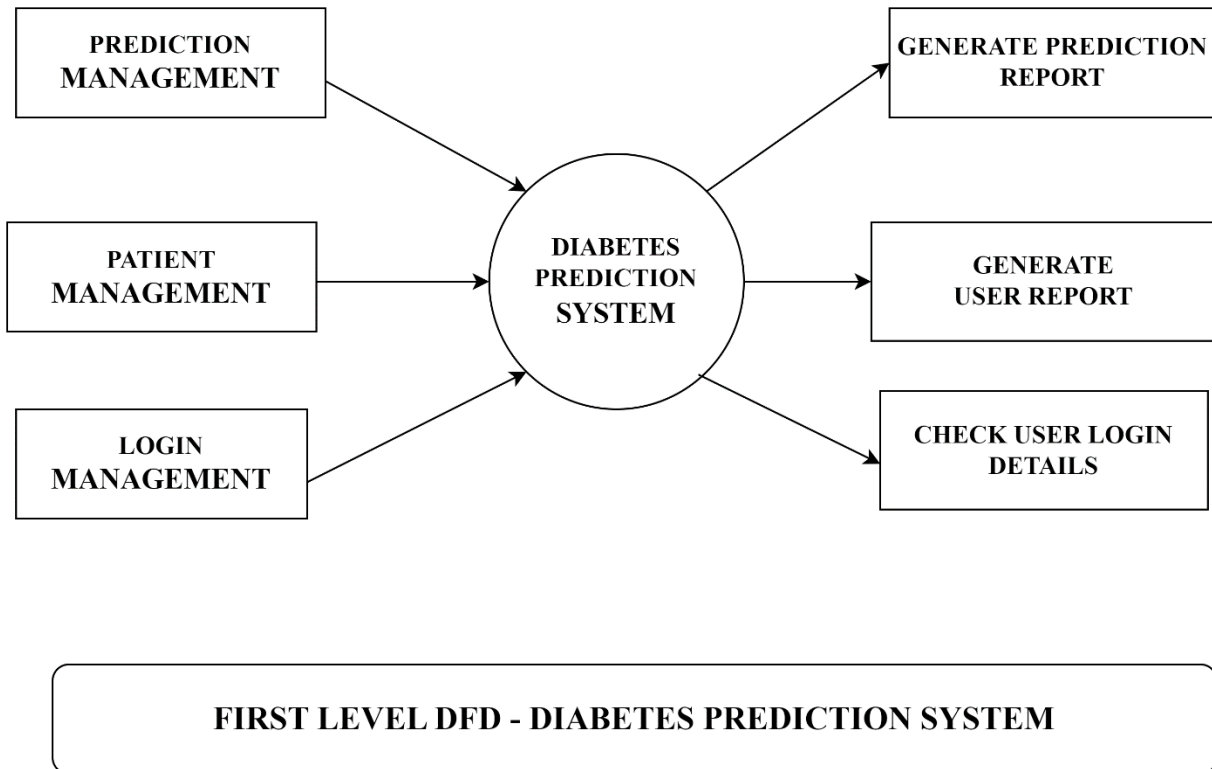 PREDICTION
MANAGEMENT
GENERATE PREDICTION
REPORT
PATIENT
MANAGEMENT
DIABETES
PREDICTION
SYSTEM
GENERATE
USER REPORT
LOGIN
MANAGEMENT
CHECK USER LOGIN
DETAILS
FIRST LEVEL DFD - DIABETES PREDICTION SYSTEM